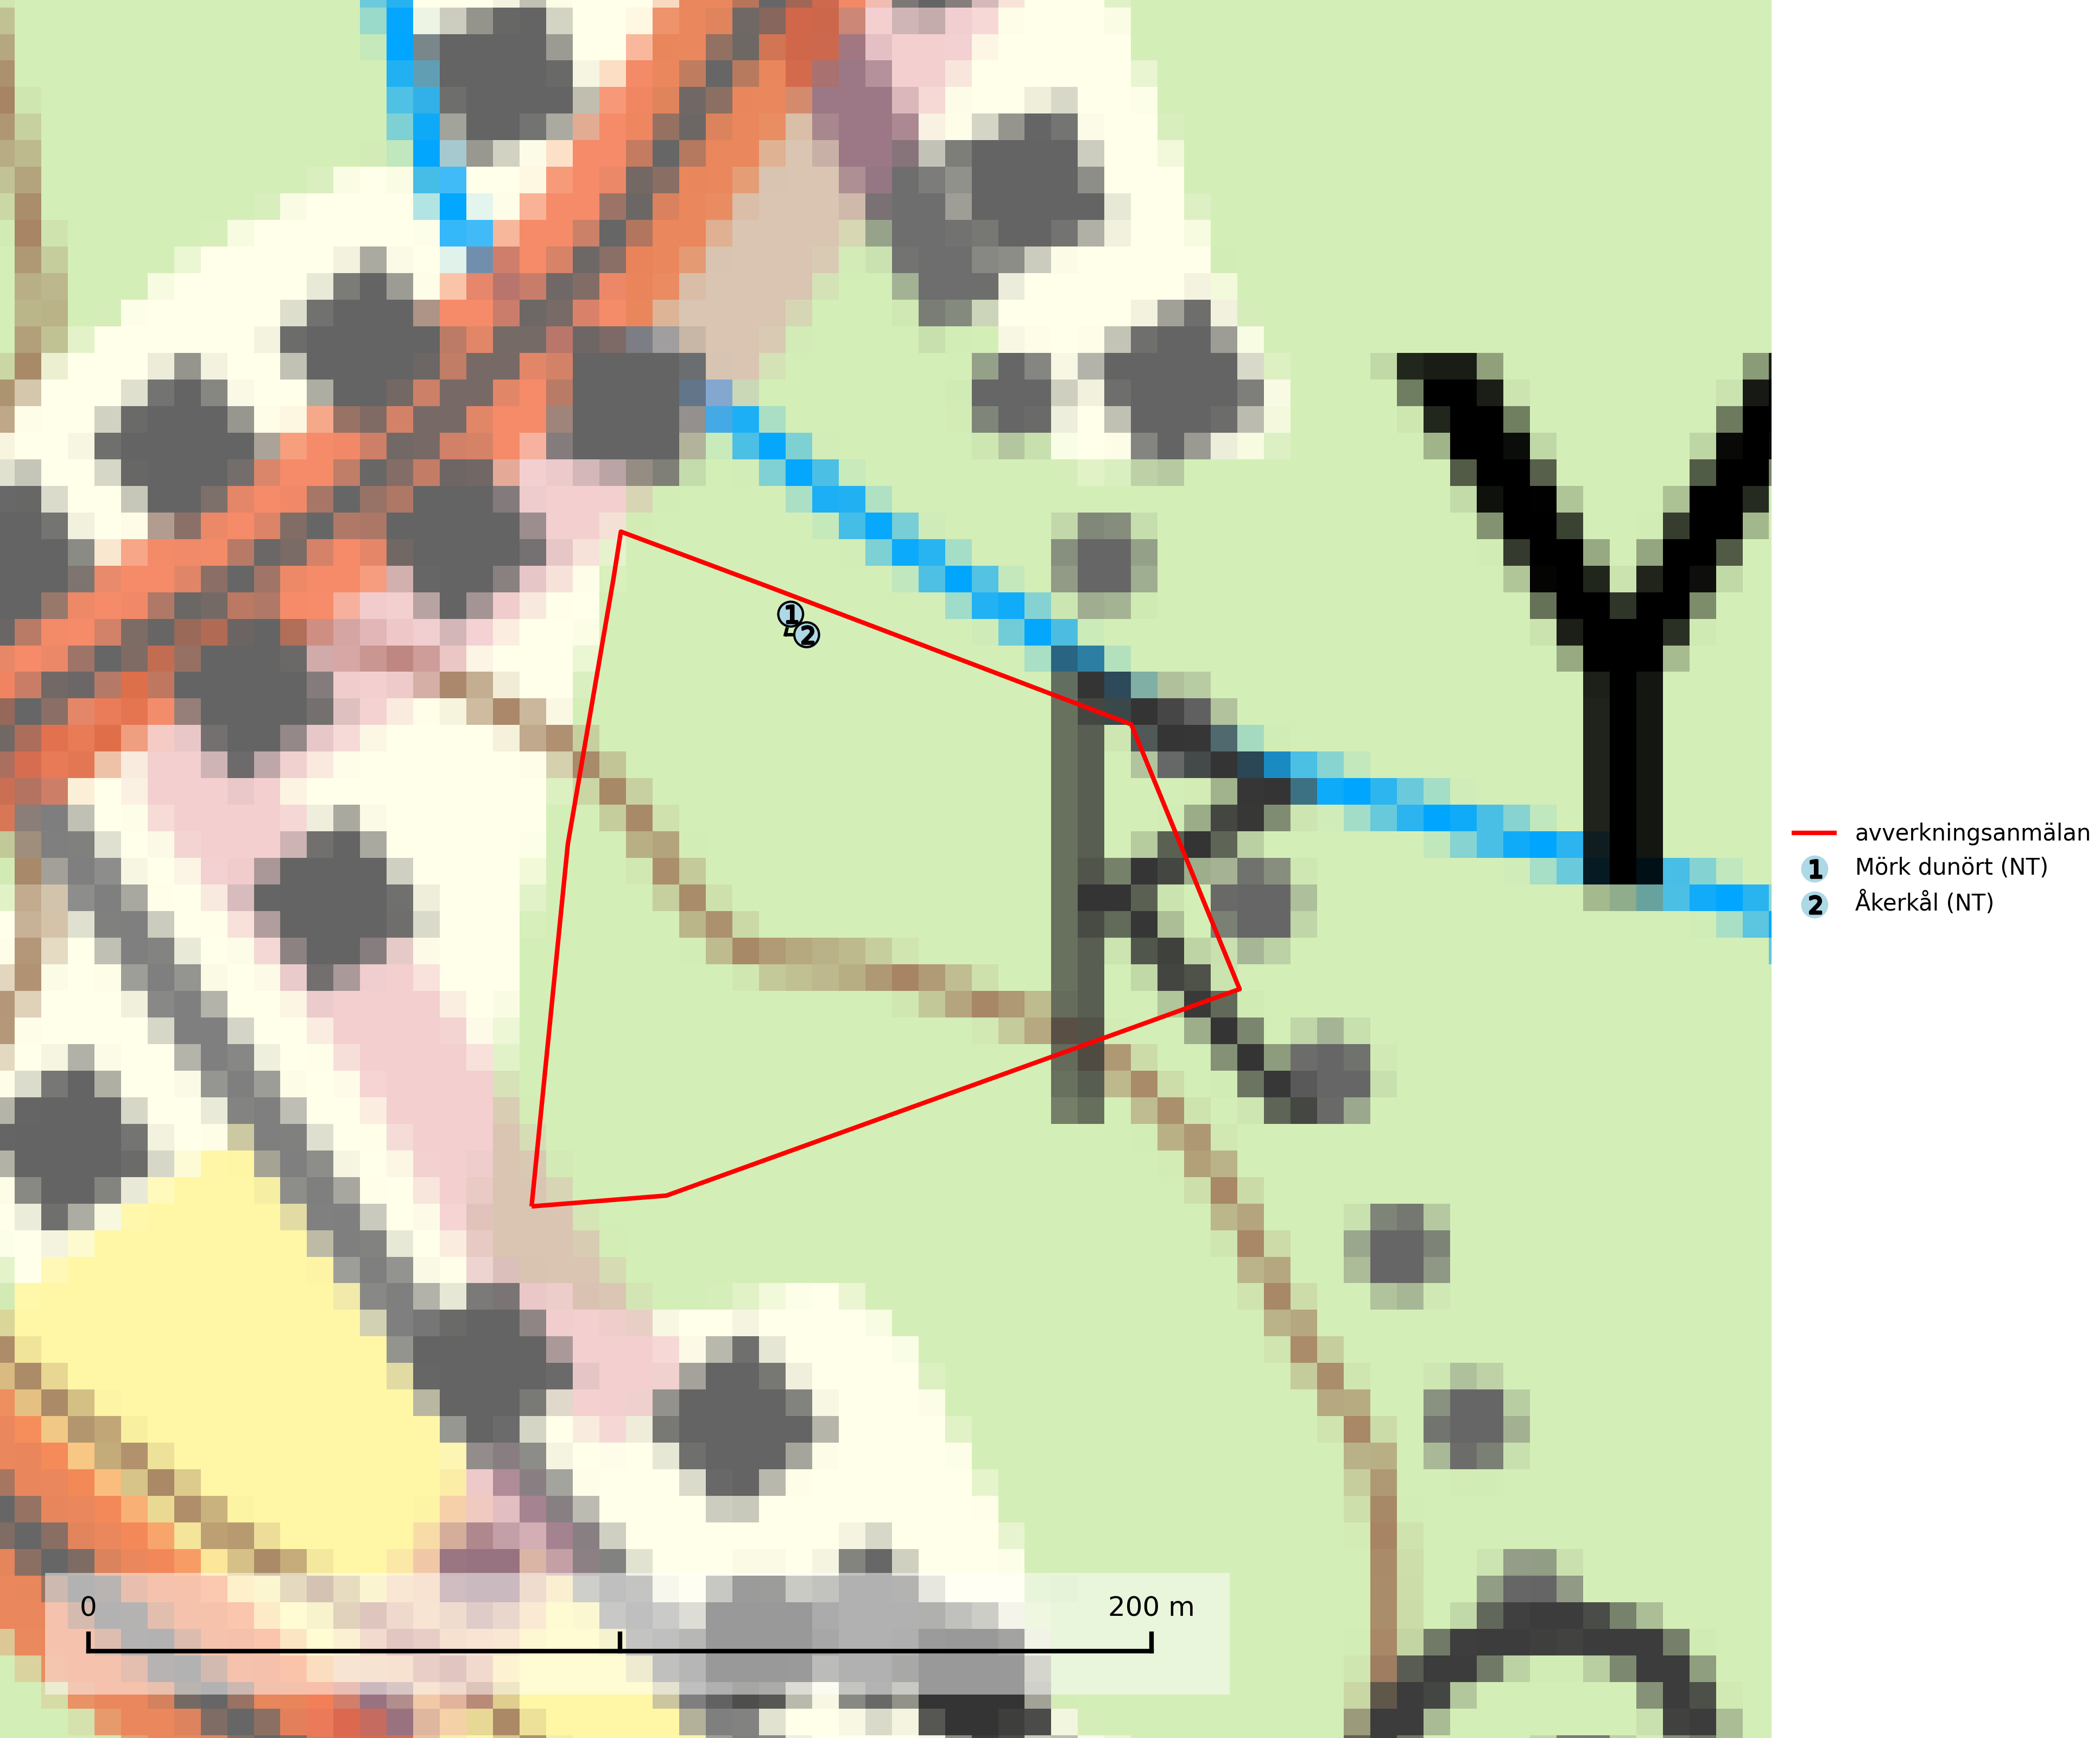 1
2
avverkningsanmälan
1 Mörk dunört (NT)
2 Åkerkål (NT)
0 200 m